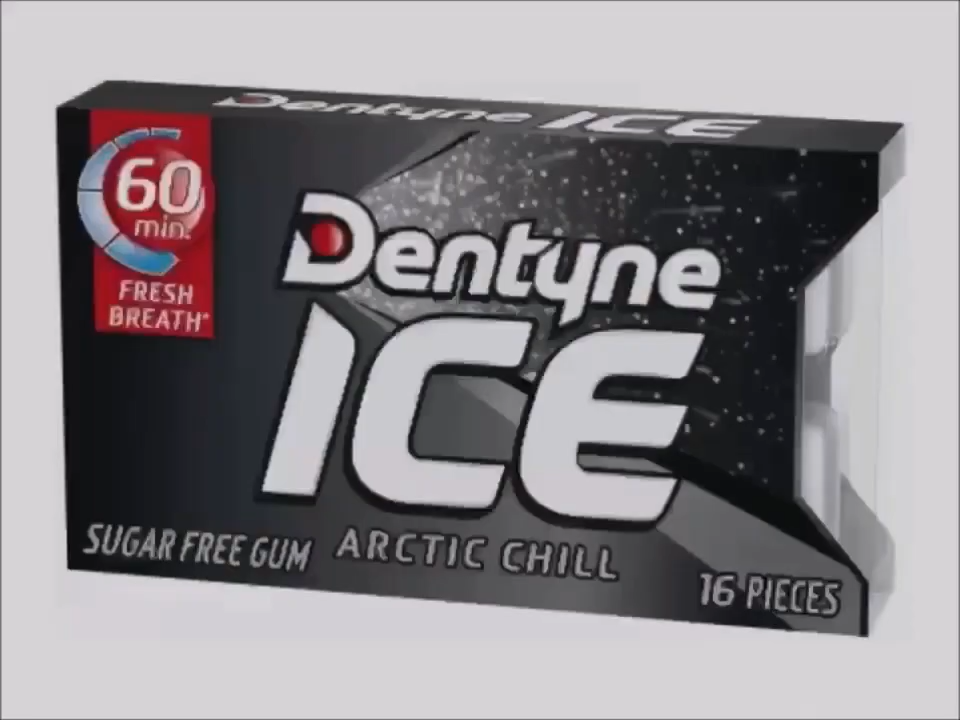 Dentyne ICE
60
min.
FRESH
BREATH*
Dentyne
ICE
SUGAR FREE GUM
ARCTIC CHILL
16 PIECES